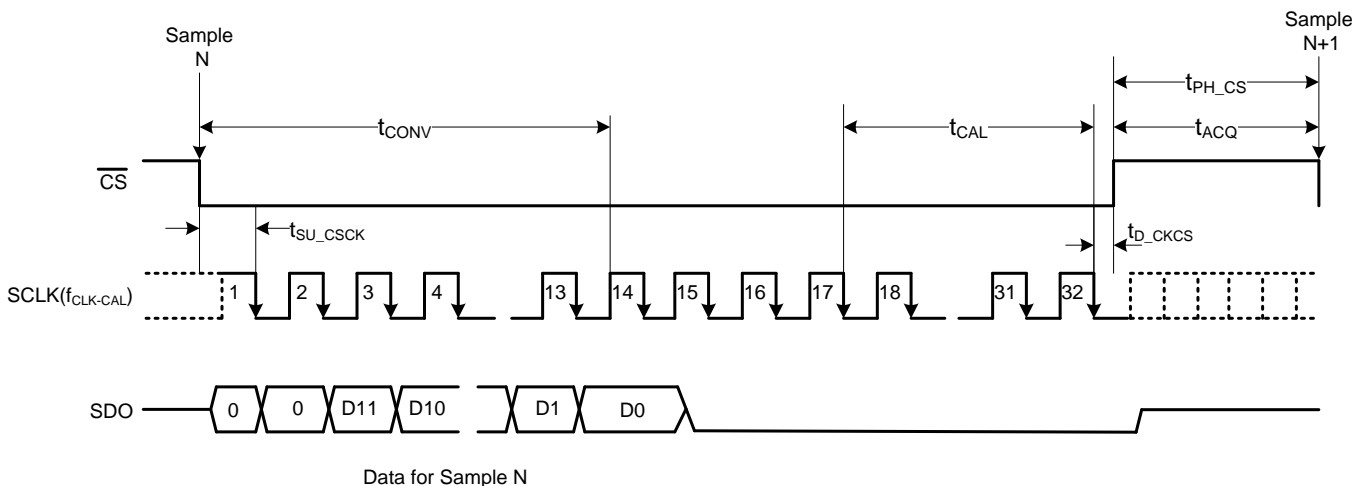 Sample
N
Sample
N+1
tPH_CS
tCONV
tCAL
tACQ
CS
tSU_CSCK
tD_CKCS
SCLK(fCLK-CAL)
1 2 3 4 13 14 15 16 17 18 31 32
SDO
0 0 D11 D10 D1 D0
Data for Sample N